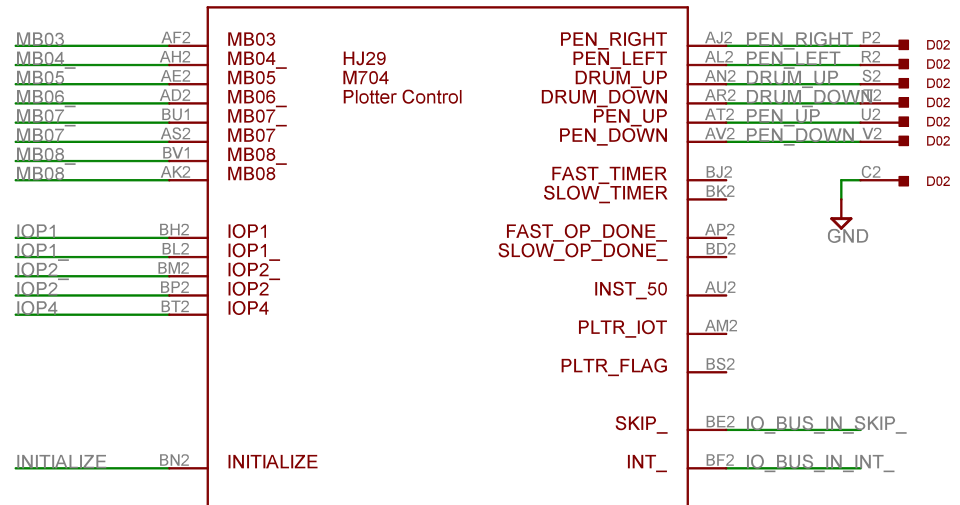 MB03 AF2 MB03 PEN_RIGHT AJ2 PEN_RIGHT P2 D02
MB04_ AH2 MB04_ HJ29 PEN_LEFT AL2 PEN_LEFT R2 D02
MB05 AE2 MB05 M704 DRUM_UP AN2 DRUM_UP S2 D02
MB06_ AD2 MB06_ Plotter Control DRUM_DOWN AR2 DRUM_DOWN T2 D02
MB07_ BU1 MB07_ PEN_UP AT2 PEN_UP U2 D02
MB07 AS2 MB07 PEN_DOWN AV2 PEN_DOWN V2 D02
MB08_ BV1 MB08_
MB08 AK2 MB08 FAST_TIMER BJ2 C2 D02
SLOW_TIMER BK2
IOP1 BH2 IOP1 FAST_OP_DONE_ AP2 GND
IOP1_ BL2 IOP1_ SLOW_OP_DONE_ BD2
IOP2_ BM2 IOP2_
IOP2 BP2 IOP2 INST_50 AU2
IOP4 BT2 IOP4
PLTR_IOT AM2
PLTR_FLAG BS2
SKIP_ BE2 IO_BUS_IN_SKIP_
INITIALIZE BN2 INITIALIZE INT_ BF2 IO_BUS_IN_INT_